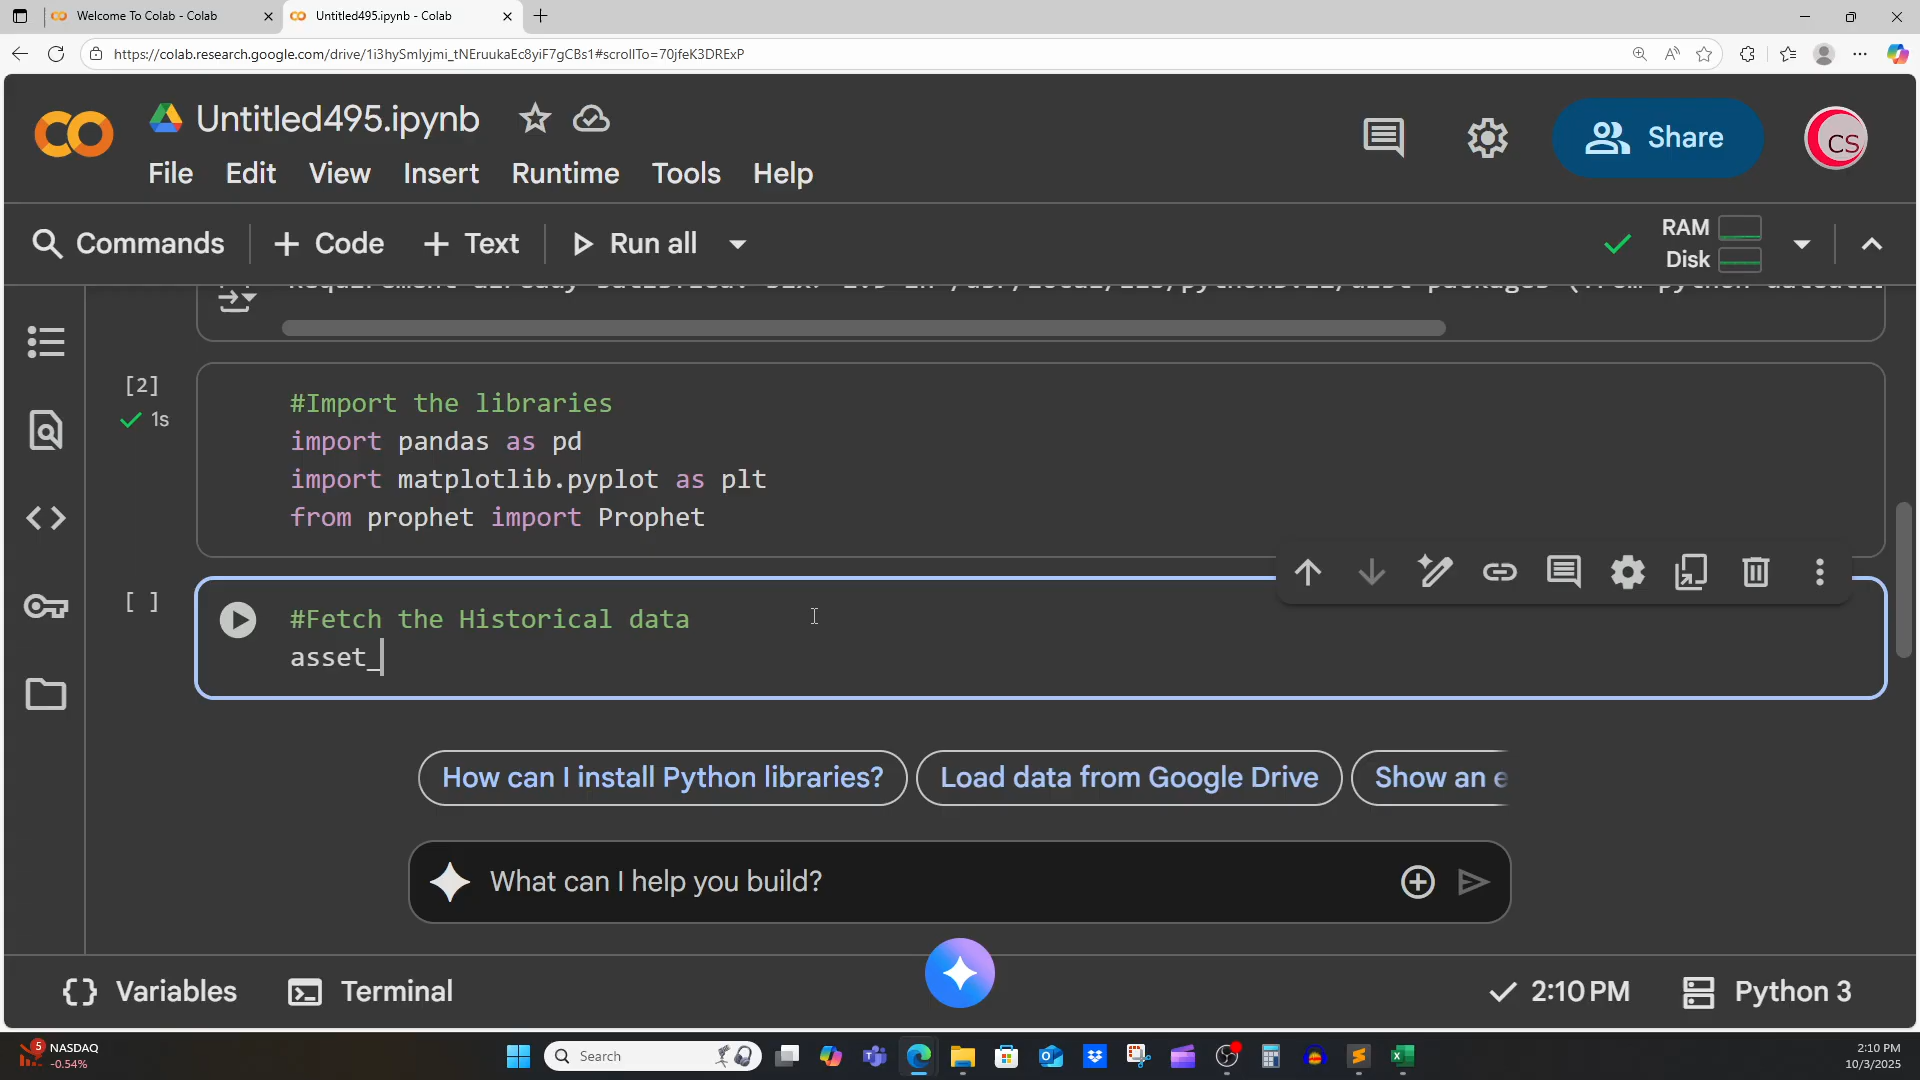 Welcome To Colab - Colab
Untitled495.ipynb - Colab
https://colab.research.google.com/drive/1i3hySmlyjmi_tNEruukaEc8yiF7gCBs1#scrollTo=70jfeK3DRExP
Untitled495.ipynb
File Edit View Insert Runtime Tools Help
Share
CS
Commands + Code + Text Run all
RAM
Disk
[2]
1s
#Import the libraries
import pandas as pd
import matplotlib.pyplot as plt
from prophet import Prophet
[ ]
#Fetch the Historical data
asset_
How can I install Python libraries?
Load data from Google Drive
Show an e
What can I help you build?
Variables
Terminal
2:10 PM
Python 3
5
NASDAQ
-0.54%
Search
2:10 PM
10/3/2025